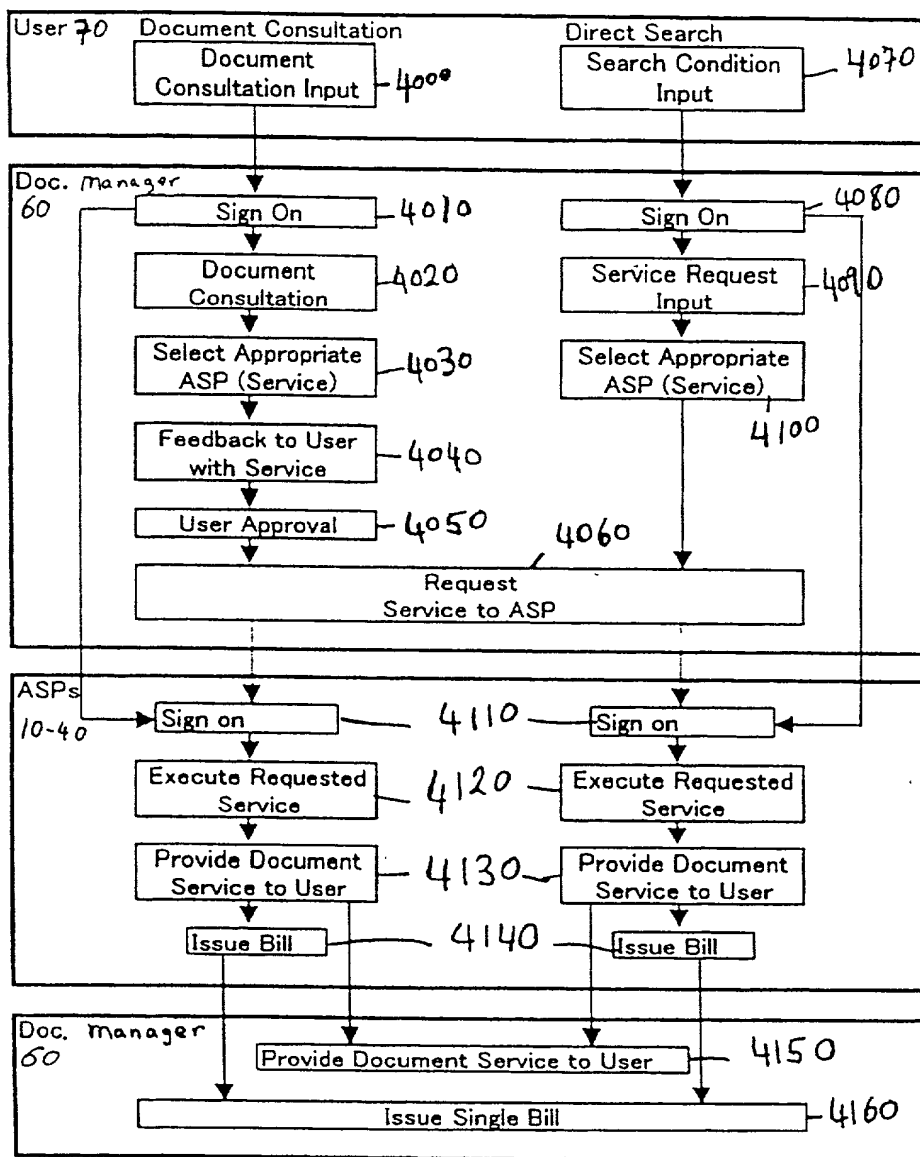 User 70 Document Consultation
Direct Search
Document
Consultation Input
4000
Search Condition
Input
4070
Doc. manager
60
Sign On
4010
Sign On
4080
Document
Consultation
4020
Service Request
Input
4090
Select Appropriate
ASP (Service)
4030
Select Appropriate
ASP (Service)
4100
Feedback to User
with Service
4040
User Approval
4050
4060
Request
Service to ASP
ASPs
10-40
Sign on
4110
Sign on
Execute Requested
Service
4120
Execute Requested
Service
Provide Document
Service to User
4130
Provide Document
Service to User
Issue Bill
4140
Issue Bill
Doc. manager
60
Provide Document Service to User
4150
Issue Single Bill
4160